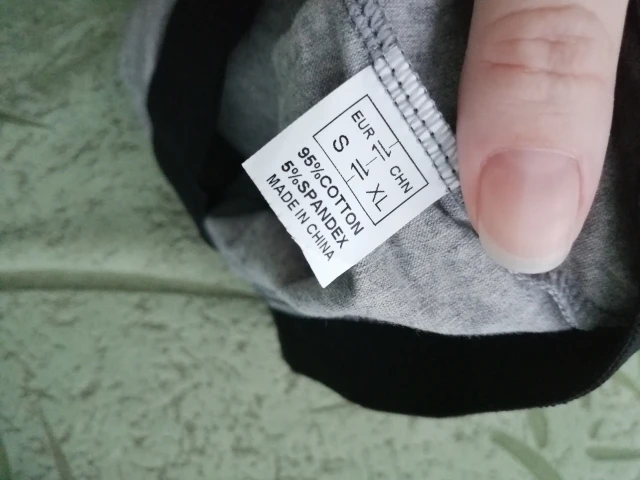 EUR ⇌ CHN
S ⇌ XL
95%COTTON
5%SPANDEX
MADE IN CHINA